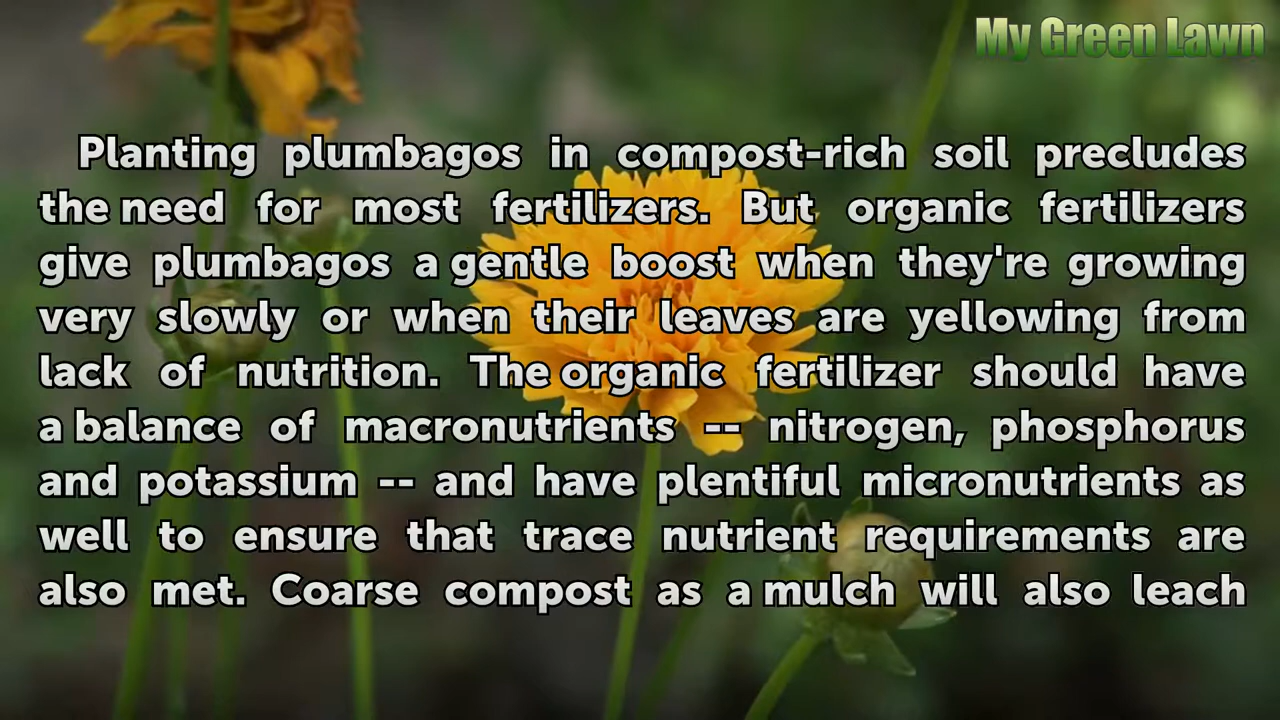 My Green Lawn
Planting plumbagos in compost-rich soil precludes
the need for most fertilizers. But organic fertilizers
give plumbagos a gentle boost when they're growing
very slowly or when their leaves are yellowing from
lack of nutrition. The organic fertilizer should have
a balance of macronutrients -- nitrogen, phosphorus
and potassium -- and have plentiful micronutrients as
well to ensure that trace nutrient requirements are
also met. Coarse compost as a mulch will also leach